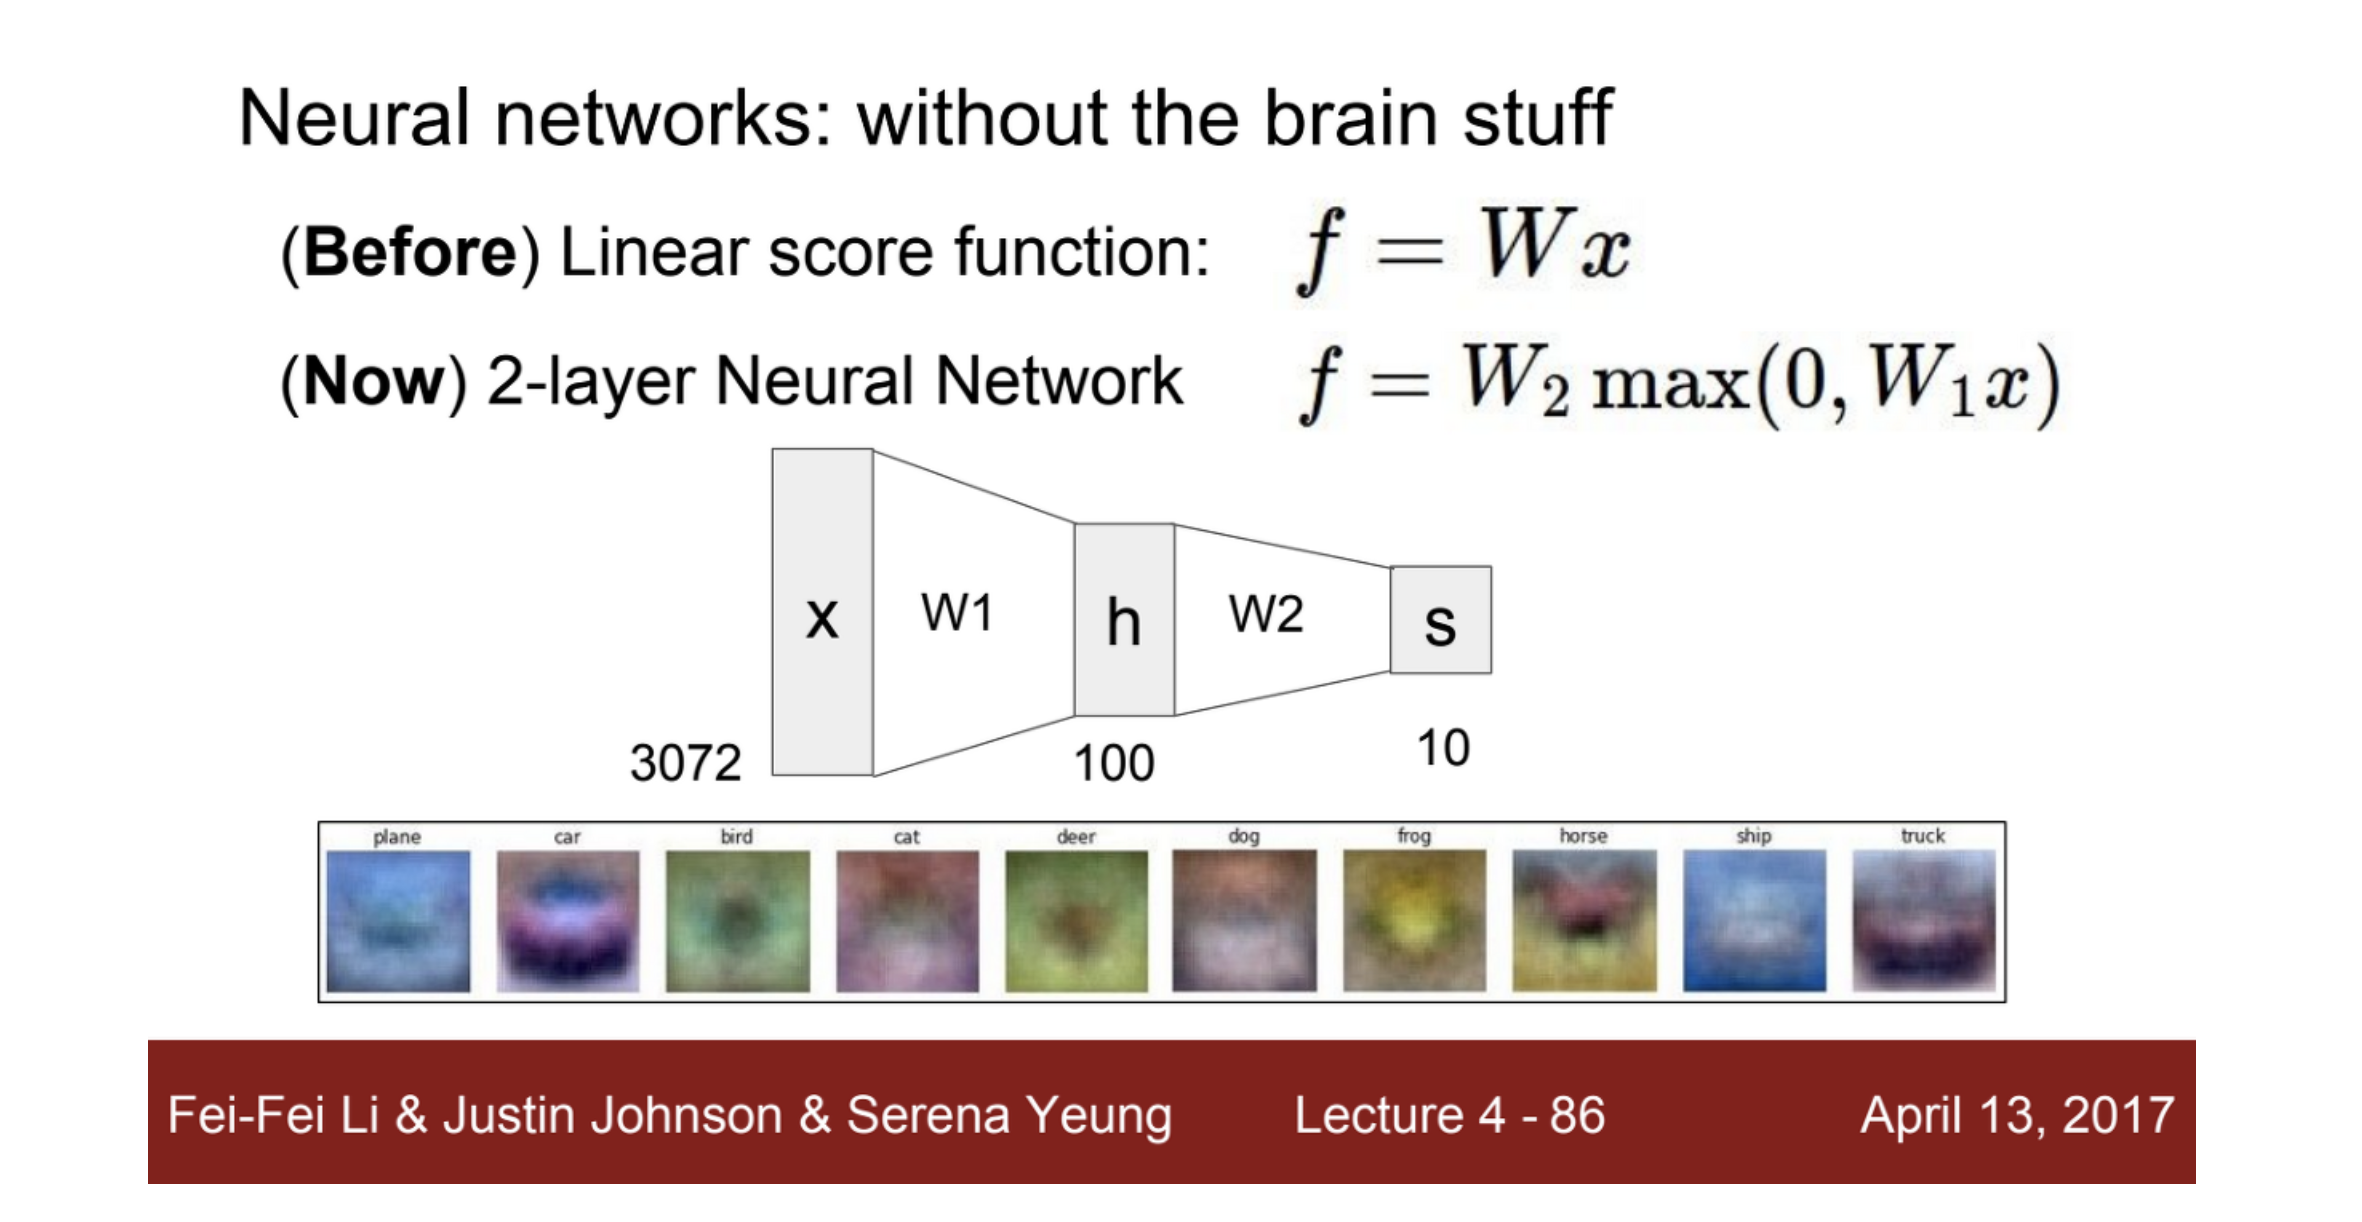 Neural networks: without the brain stuff
(Before) Linear score function: f = Wx
(Now) 2-layer Neural Network f = W₂ max(0, W₁x)
x W1 h W2 s
3072 100 10
plane car bird cat deer dog frog horse ship truck
Fei-Fei Li & Justin Johnson & Serena Yeung Lecture 4 - 86 April 13, 2017